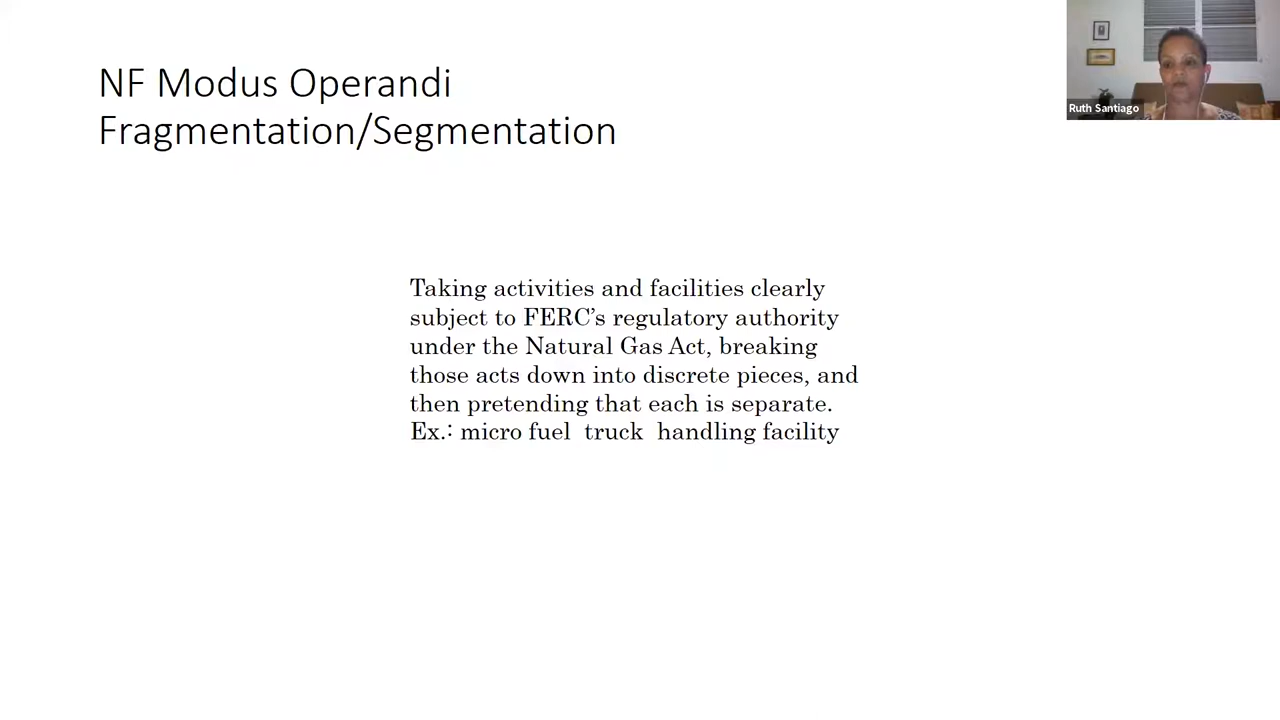 NF Modus Operandi
Fragmentation/Segmentation
Ruth Santiago
Taking activities and facilities clearly
subject to FERC’s regulatory authority
under the Natural Gas Act, breaking
those acts down into discrete pieces, and
then pretending that each is separate.
Ex.: micro fuel  truck  handling facility